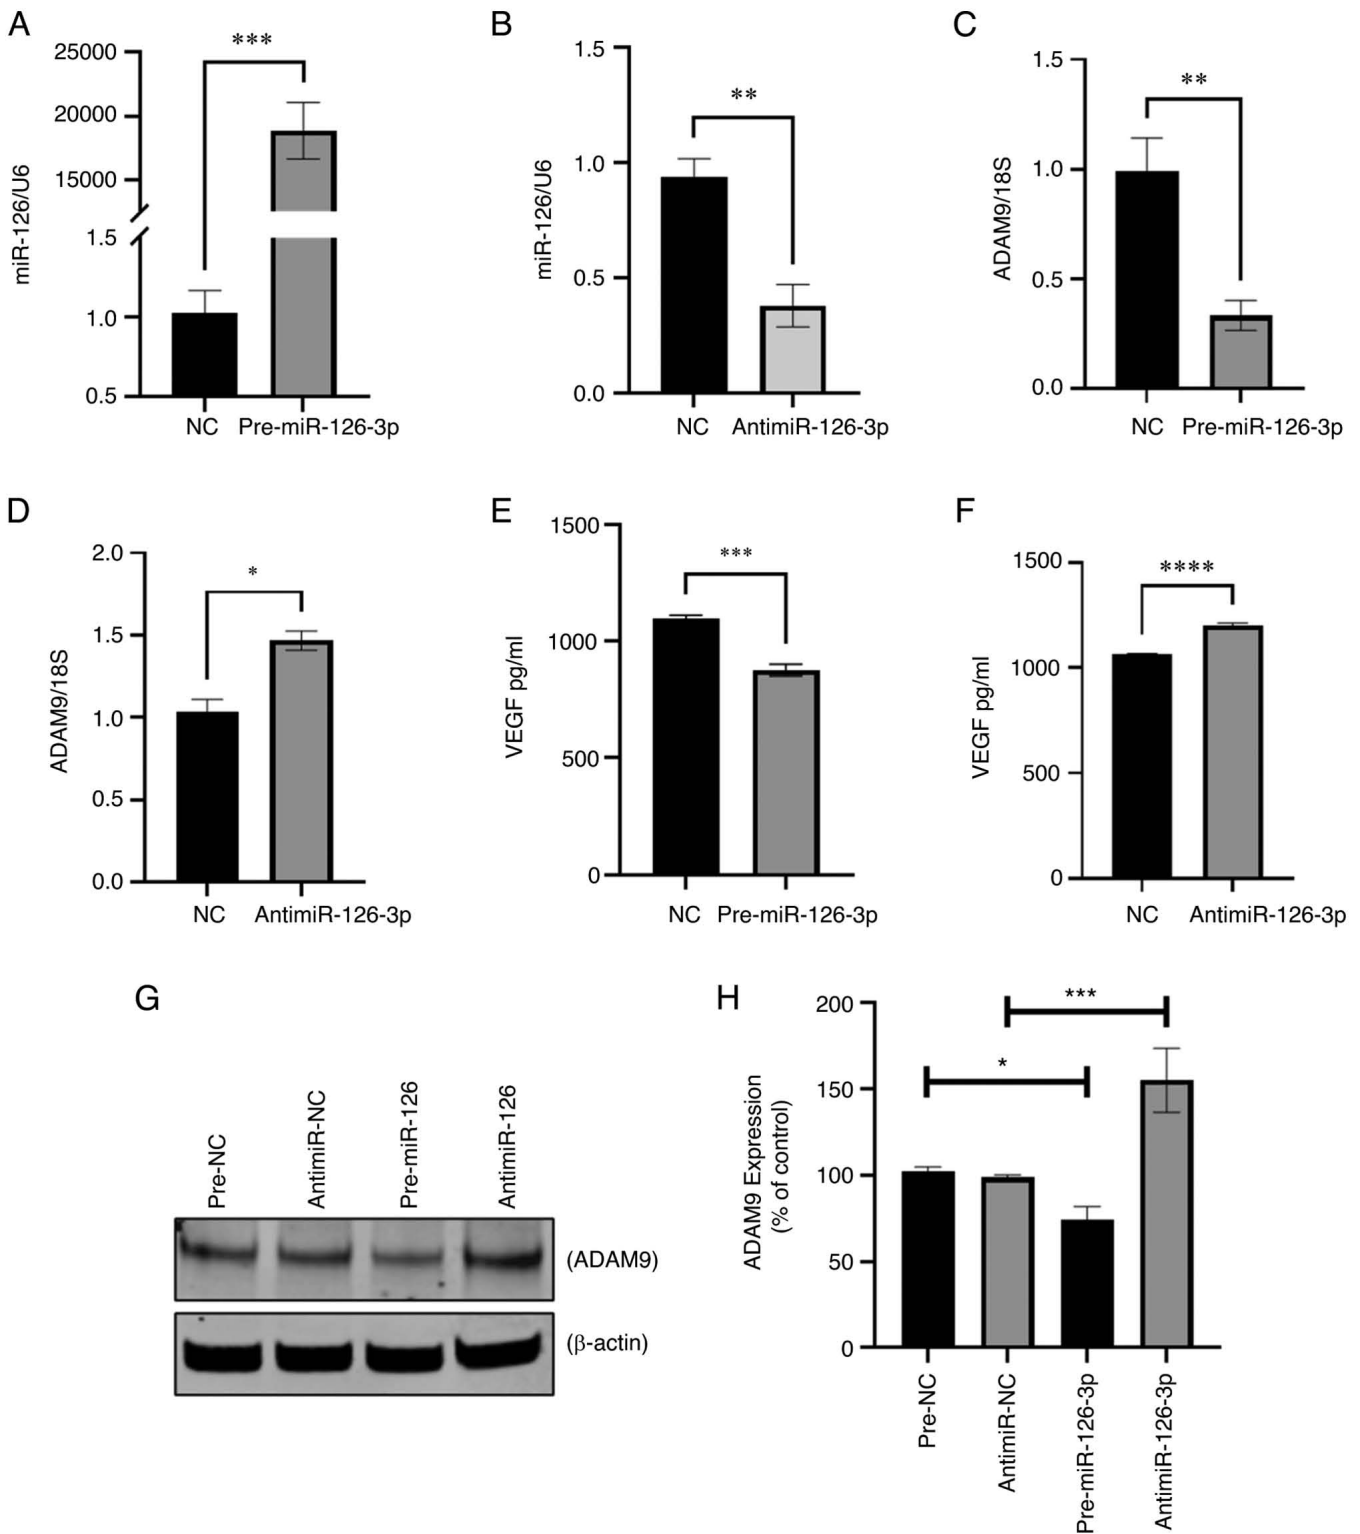 A
***
25000
20000
15000
1.5
1.0
0.5
miR-126/U6
NC Pre-miR-126-3p
B
**
1.5
1.0
0.5
0.0
miR-126/U6
NC AntimiR-126-3p
C
**
1.5
1.0
0.5
0.0
ADAM9/18S
NC Pre-miR-126-3p
D
*
2.0
1.5
1.0
0.5
0.0
ADAM9/18S
NC AntimiR-126-3p
E
***
1500
1000
500
0
VEGF pg/ml
NC Pre-miR-126-3p
F
****
1500
1000
500
0
VEGF pg/ml
NC AntimiR-126-3p
G
Pre-NC
AntimiR-NC
Pre-miR-126
AntimiR-126
(ADAM9)
(β-actin)
H
***
*
200
150
100
50
0
ADAM9 Expression
(% of control)
Pre-NC
AntimiR-NC
Pre-miR-126-3p
AntimiR-126-3p